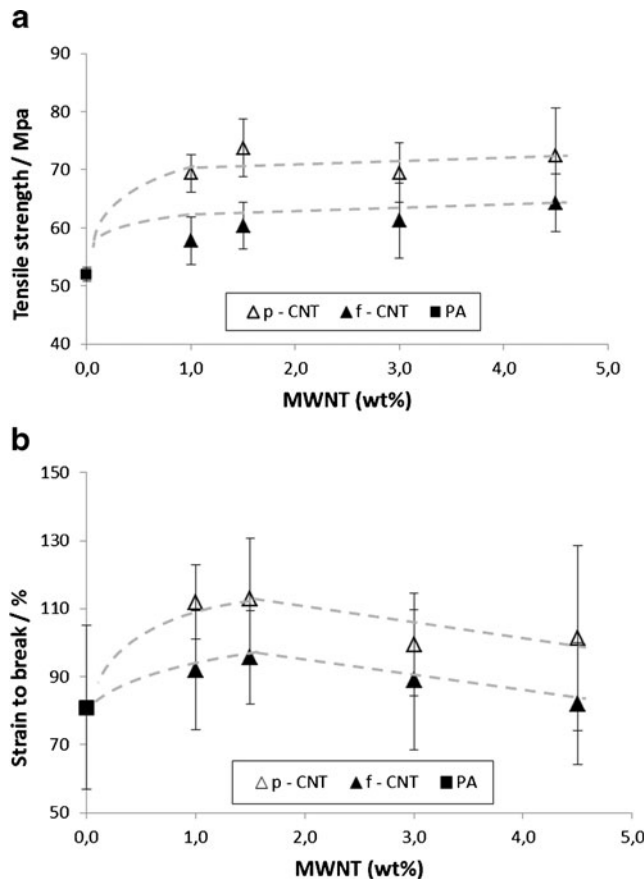 a
90
80
70
60
50
40
Tensile strength / Mpa
△ p - CNT ▲ f - CNT ■ PA
0,0 1,0 2,0 3,0 4,0 5,0
MWNT (wt%)
b
150
130
110
90
70
50
Strain to break / %
△ p - CNT ▲ f - CNT ■ PA
0,0 1,0 2,0 3,0 4,0 5,0
MWNT (wt%)